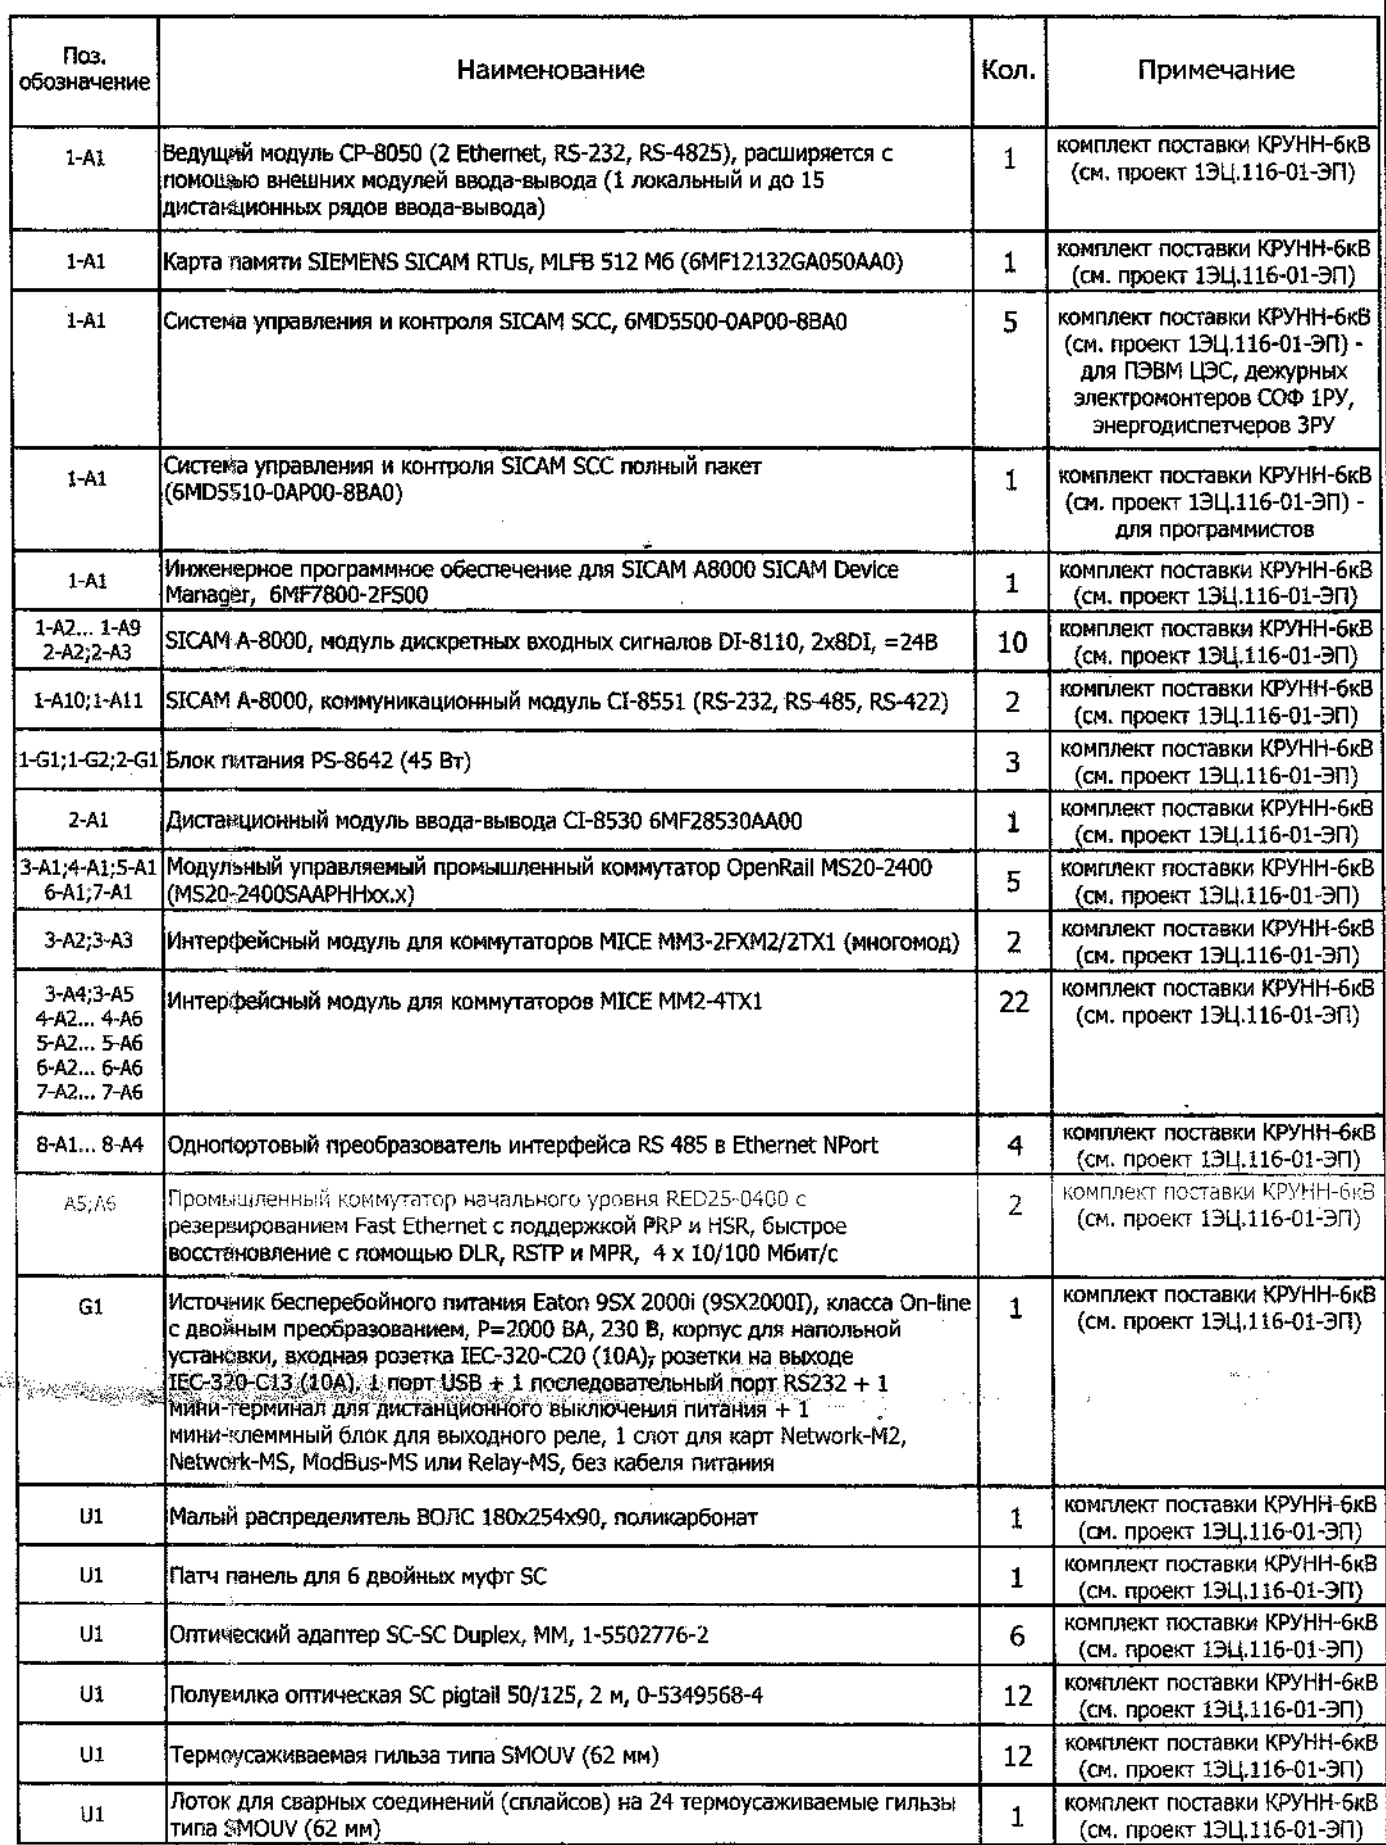 Поз.
обозначение
Наименование
Кол.
Примечание
1-A1
Ведущий модуль CP-8050 (2 Ethernet, RS-232, RS-4825), расширяется с
помощью внешних модулей ввода-вывода (1 локальный и до 15
дистанционных рядов ввода-вывода)
1
комплект поставки КРУНН-6кВ
(см. проект 1ЭЦ.116-01-ЭП)
1-A1
Карта памяти SIEMENS SICAM RTUs, MLFB 512 Мб (6MF12132GA050AA0)
1
комплект поставки КРУНН-6кВ
(см. проект 1ЭЦ.116-01-ЭП)
1-A1
Система управления и контроля SICAM SCC, 6MD5500-0AP00-8BA0
5
комплект поставки КРУНН-6кВ
(см. проект 1ЭЦ.116-01-ЭП) -
для ПЭВМ ЦЭС, дежурных
электромонтеров СОФ 1РУ,
энергодиспетчеров 3РУ
1-A1
Система управления и контроля SICAM SCC полный пакет
(6MD5510-0AP00-8BA0)
1
комплект поставки КРУНН-6кВ
(см. проект 1ЭЦ.116-01-ЭП) -
для программистов
1-A1
Инженерное программное обеспечение для SICAM A8000 SICAM Device
Manager, 6MF7800-2FS00
1
комплект поставки КРУНН-6кВ
(см. проект 1ЭЦ.116-01-ЭП)
1-A2... 1-A9
2-A2;2-A3
SICAM A-8000, модуль дискретных входных сигналов DI-8110, 2x8DI, =24В
10
комплект поставки КРУНН-6кВ
(см. проект 1ЭЦ.116-01-ЭП)
1-A10;1-A11
SICAM A-8000, коммуникационный модуль CI-8551 (RS-232, RS-485, RS-422)
2
комплект поставки КРУНН-6кВ
(см. проект 1ЭЦ.116-01-ЭП)
1-G1;1-G2;2-G1
Блок питания PS-8642 (45 Вт)
3
комплект поставки КРУНН-6кВ
(см. проект 1ЭЦ.116-01-ЭП)
2-A1
Дистанционный модуль ввода-вывода CI-8530 6MF28530AA00
1
комплект поставки КРУНН-6кВ
(см. проект 1ЭЦ.116-01-ЭП)
3-A1;4-A1;5-A1
6-A1;7-A1
Модульный управляемый промышленный коммутатор OpenRail MS20-2400
(MS20-2400SAAPHHxx.x)
5
комплект поставки КРУНН-6кВ
(см. проект 1ЭЦ.116-01-ЭП)
3-A2;3-A3
Интерфейсный модуль для коммутаторов MICE MM3-2FXM2/2TX1 (многомод)
2
комплект поставки КРУНН-6кВ
(см. проект 1ЭЦ.116-01-ЭП)
3-A4;3-A5
4-A2... 4-A6
5-A2... 5-A6
6-A2... 6-A6
7-A2... 7-A6
Интерфейсный модуль для коммутаторов MICE MM2-4TX1
22
комплект поставки КРУНН-6кВ
(см. проект 1ЭЦ.116-01-ЭП)
8-A1... 8-A4
Однопортовый преобразователь интерфейса RS 485 в Ethernet NPort
4
комплект поставки КРУНН-6кВ
(см. проект 1ЭЦ.116-01-ЭП)
A5;A6
Промышленный коммутатор начального уровня RED25-0400 с
резервированием Fast Ethernet с поддержкой PRP и HSR, быстрое
восстановление с помощью DLR, RSTP и MPR, 4 x 10/100 Мбит/с
2
комплект поставки КРУНН-6кВ
(см. проект 1ЭЦ.116-01-ЭП)
G1
Источник бесперебойного питания Eaton 9SX 2000i (9SX2000I), класса On-line
с двойным преобразованием, P=2000 ВА, 230 В, корпус для напольной
установки, входная розетка IEC-320-C20 (10А), розетки на выходе
IEC-320-C13 (10А). 1 порт USB + 1 последовательный порт RS232 + 1
мини-терминал для дистанционного выключения питания + 1
мини-клеммный блок для выходного реле, 1 слот для карт Network-M2,
Network-MS, ModBus-MS или Relay-MS, без кабеля питания
1
комплект поставки КРУНН-6кВ
(см. проект 1ЭЦ.116-01-ЭП)
U1
Малый распределитель ВОЛС 180x254x90, поликарбонат
1
комплект поставки КРУНН-6кВ
(см. проект 1ЭЦ.116-01-ЭП)
U1
Патч панель для 6 двойных муфт SC
1
комплект поставки КРУНН-6кВ
(см. проект 1ЭЦ.116-01-ЭП)
U1
Оптический адаптер SC-SC Duplex, MM, 1-5502776-2
6
комплект поставки КРУНН-6кВ
(см. проект 1ЭЦ.116-01-ЭП)
U1
Полувилка оптическая SC pigtail 50/125, 2 м, 0-5349568-4
12
комплект поставки КРУНН-6кВ
(см. проект 1ЭЦ.116-01-ЭП)
U1
Термоусаживаемая гильза типа SMOUV (62 мм)
12
комплект поставки КРУНН-6кВ
(см. проект 1ЭЦ.116-01-ЭП)
U1
Лоток для сварных соединений (сплайсов) на 24 термоусаживаемые гильзы
типа SMOUV (62 мм)
1
комплект поставки КРУНН-6кВ
(см. проект 1ЭЦ.116-01-ЭП)